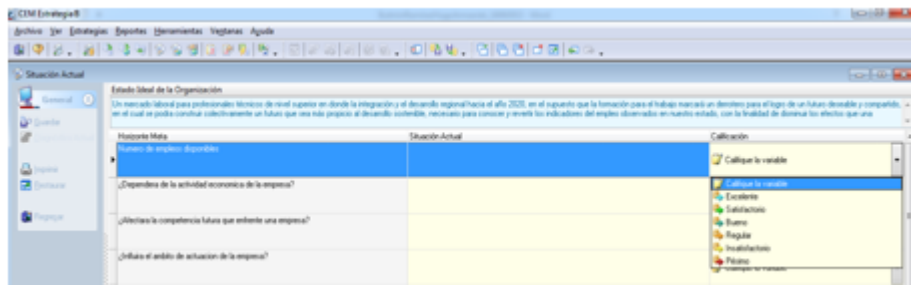 CEMI Estrategia®
Archivo Ver Estrategias Reportes Herramientas Ventanas Ayuda
Situación Actual
General
Guardar
Imprimir
Restaurar
Regresar
Estado Ideal de la Organización
Un mercado laboral para profesionales técnicos de nivel superior en donde la integración y el desarrollo regional hacia el año 2020, en el supuesto que la formación para el trabajo marcará un derrotero para el logro de un futuro deseable y compartido,
en el cual se podra construir colectivamente un futuro que sea más propicio al desarrollo sostenible, necesario para conocer y revertir los indicadores del empleo observados en nuestro estado, con la finalidad de disminuir los efectos que una
Horizonte Meta Situación Actual Calificación
Numero de empleos disponibles Califique la variable
¿Dependera de la actividad economica de la empresa?
¿Afectara la competencia futura que enfrente una empresa?
¿Influira el ambito de actuacion de la empresa?
Califique la variable
Excelente
Satisfactorio
Bueno
Regular
Insatisfactorio
Pésimo
Califique la variable